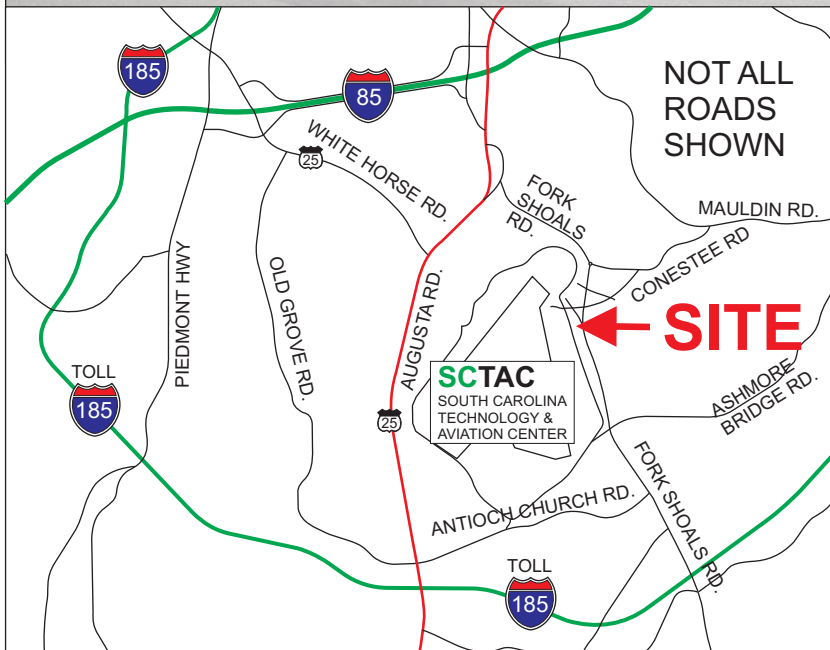 185
85
NOT ALL
ROADS
SHOWN
25
WHITE HORSE RD.
FORK
SHOALS
RD.
MAULDIN RD.
CONESTEE RD
PIEDMONT HWY
OLD GROVE RD.
AUGUSTA RD.
SITE
TOLL
185
SCTAC
SOUTH CAROLINA
TECHNOLOGY &
AVIATION CENTER
25
ASHMORE
BRIDGE RD.
ANTIOCH CHURCH RD.
FORK SHOALS RD.
TOLL
185